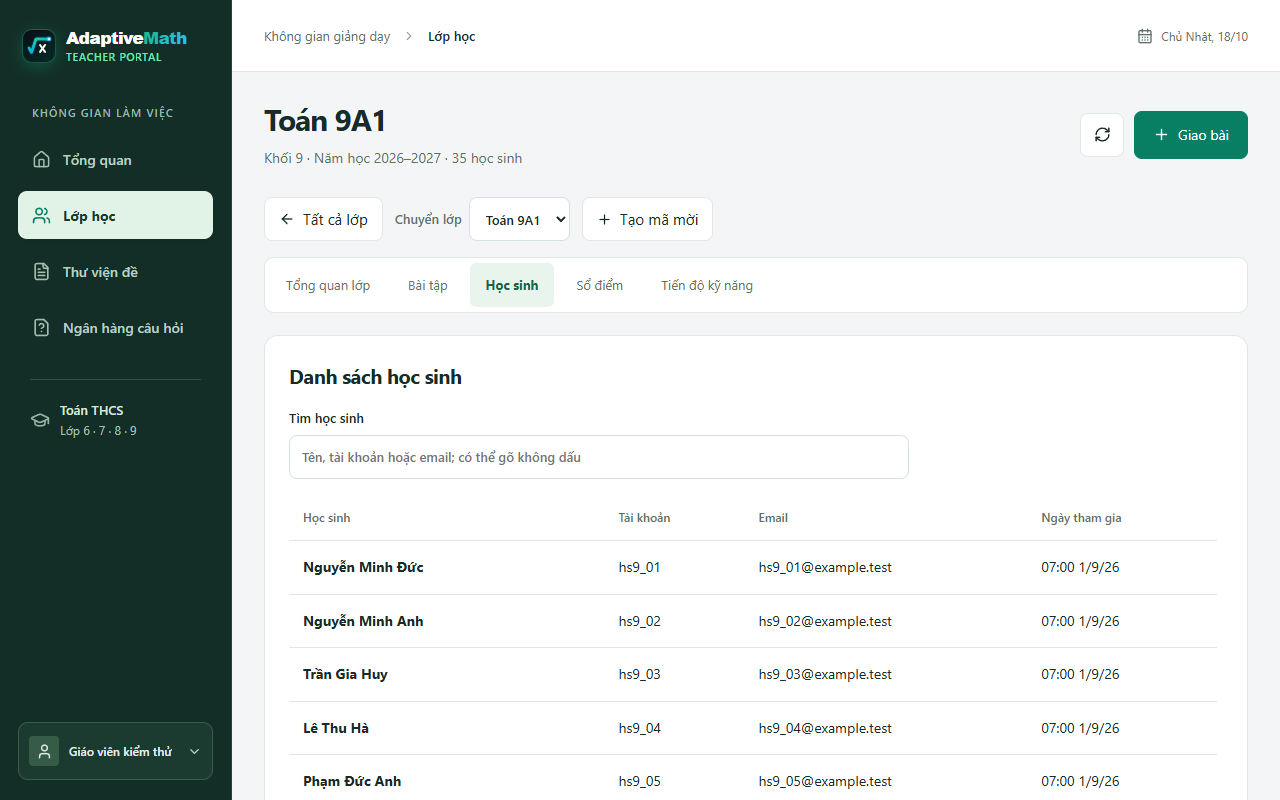 AdaptiveMath
TEACHER PORTAL
KHÔNG GIAN LÀM VIỆC
Tổng quan
Lớp học
Thư viện đề
Ngân hàng câu hỏi
Toán THCS
Lớp 6 · 7 · 8 · 9
Giáo viên kiểm thử
Không gian giảng dạy > Lớp học
Chủ Nhật, 18/10
Toán 9A1
Khối 9 · Năm học 2026–2027 · 35 học sinh
Giao bài
Tất cả lớp Chuyển lớp Toán 9A1 Tạo mã mời
Tổng quan lớp Bài tập Học sinh Sổ điểm Tiến độ kỹ năng
Danh sách học sinh
Tìm học sinh
Tên, tài khoản hoặc email; có thể gõ không dấu
Học sinh Tài khoản Email Ngày tham gia
Nguyễn Minh Đức hs9_01 hs9_01@example.test 07:00 1/9/26
Nguyễn Minh Anh hs9_02 hs9_02@example.test 07:00 1/9/26
Trần Gia Huy hs9_03 hs9_03@example.test 07:00 1/9/26
Lê Thu Hà hs9_04 hs9_04@example.test 07:00 1/9/26
Phạm Đức Anh hs9_05 hs9_05@example.test 07:00 1/9/26